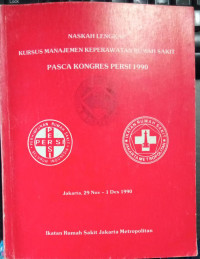 NASKAH LENGKAP
KURSUS MANAJEMEN KEPERAWATAN RUMAH SAKIT
PASCA KONGRES PERSI 1990
PERSI
Jakarta, 29 Nov - 1 Des 1990
Ikatan Rumah Sakit Jakarta Metropolitan